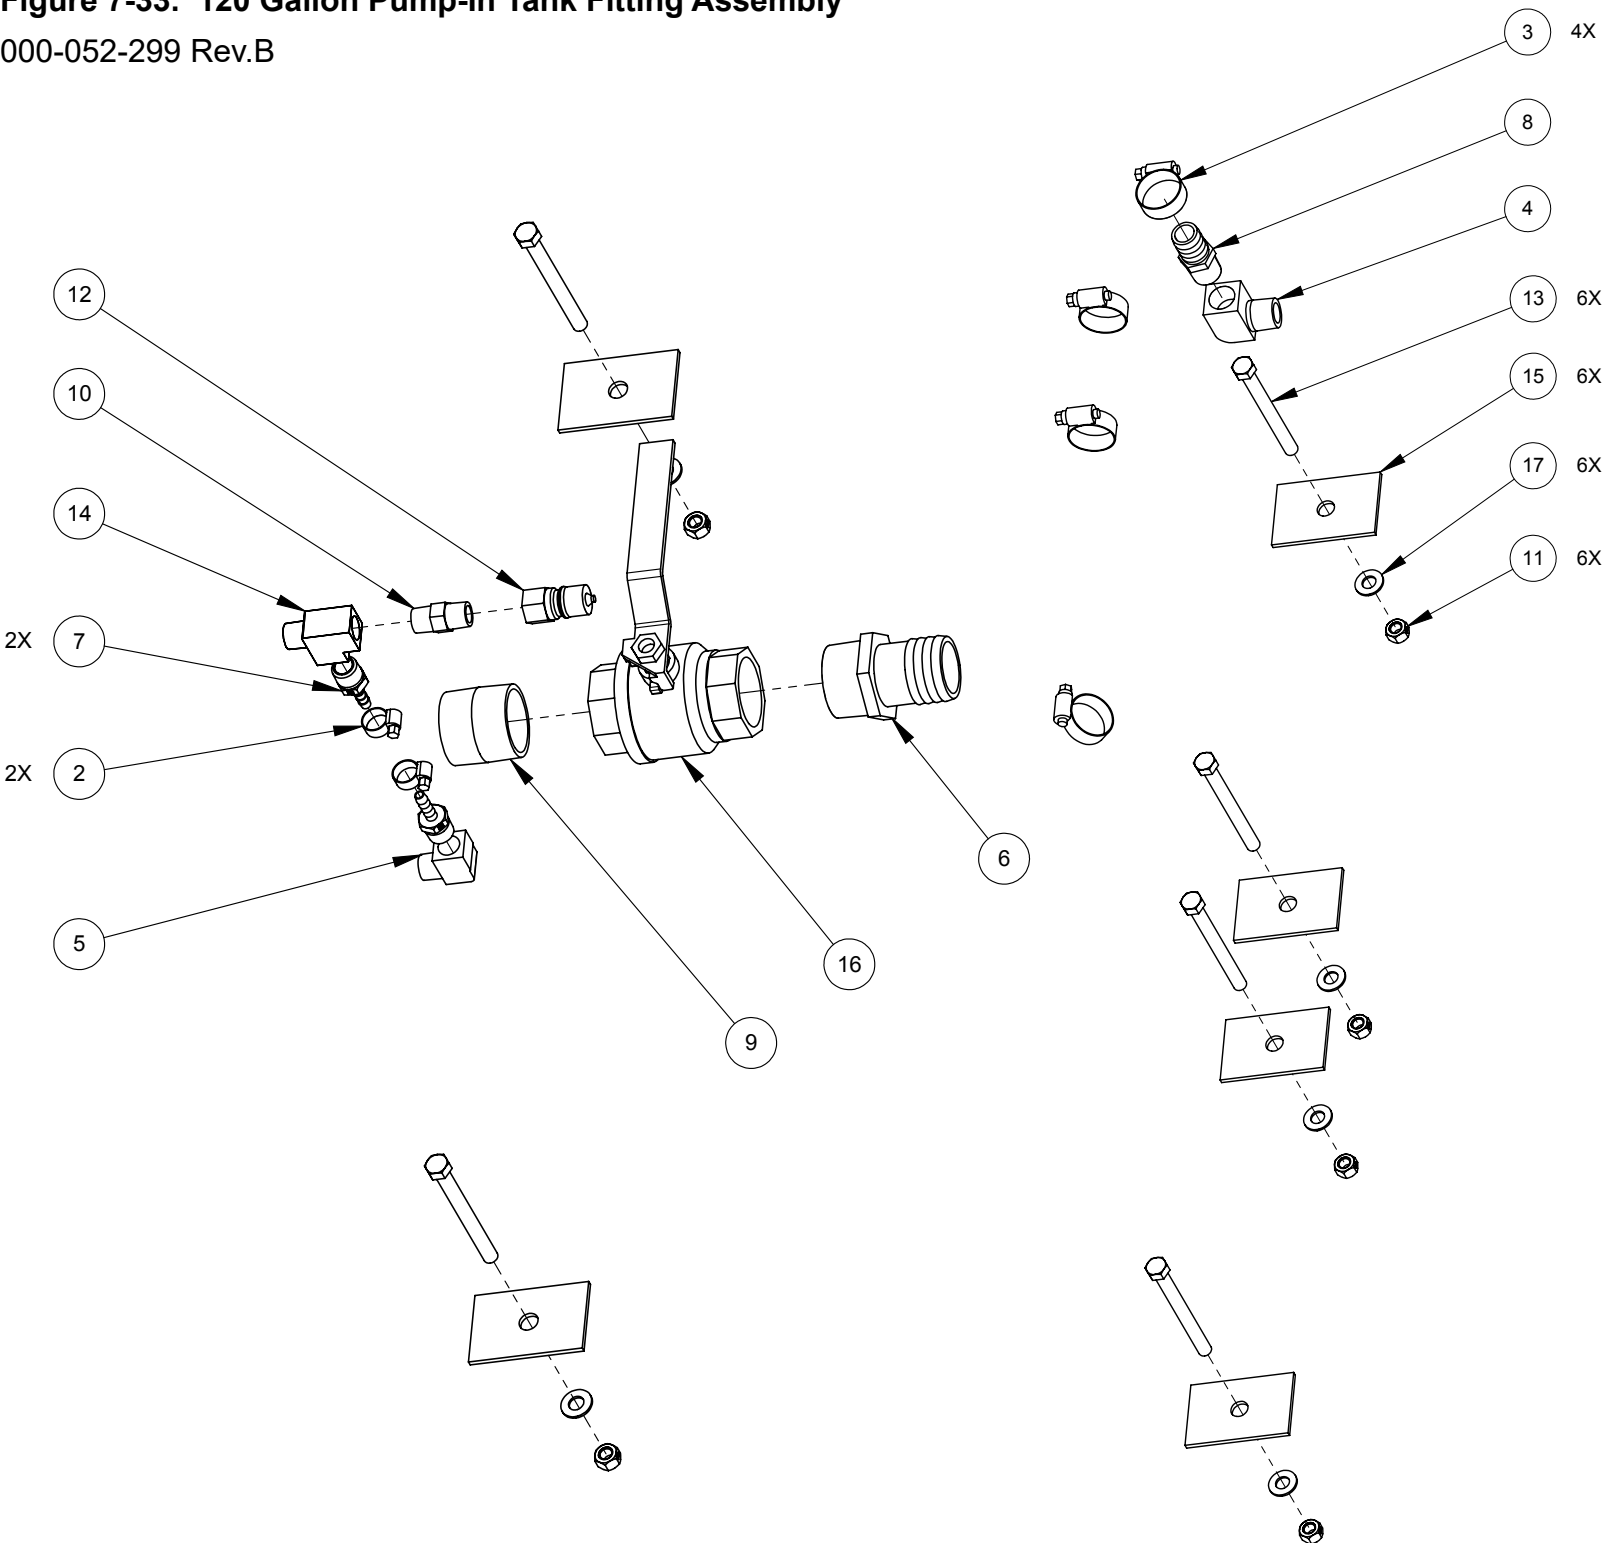 Figure 7-33: 120 Gallon Pump-In Tank Fitting Assembly
000-052-299 Rev.B
3 4X
8
4
12
13 6X
15 6X
10
17 6X
14
11 6X
2X 7
2X 2
6
5
16
9